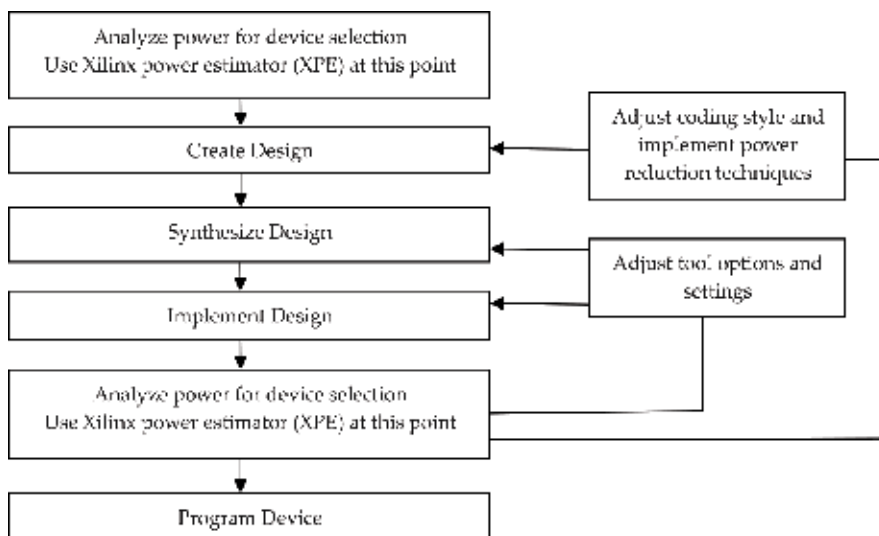 Analyze power for device selection
Use Xilinx power estimator (XPE) at this point
Create Design
Adjust coding style and
implement power
reduction techniques
Synthesize Design
Adjust tool options and
settings
Implement Design
Analyze power for device selection
Use Xilinx power estimator (XPE) at this point
Program Device